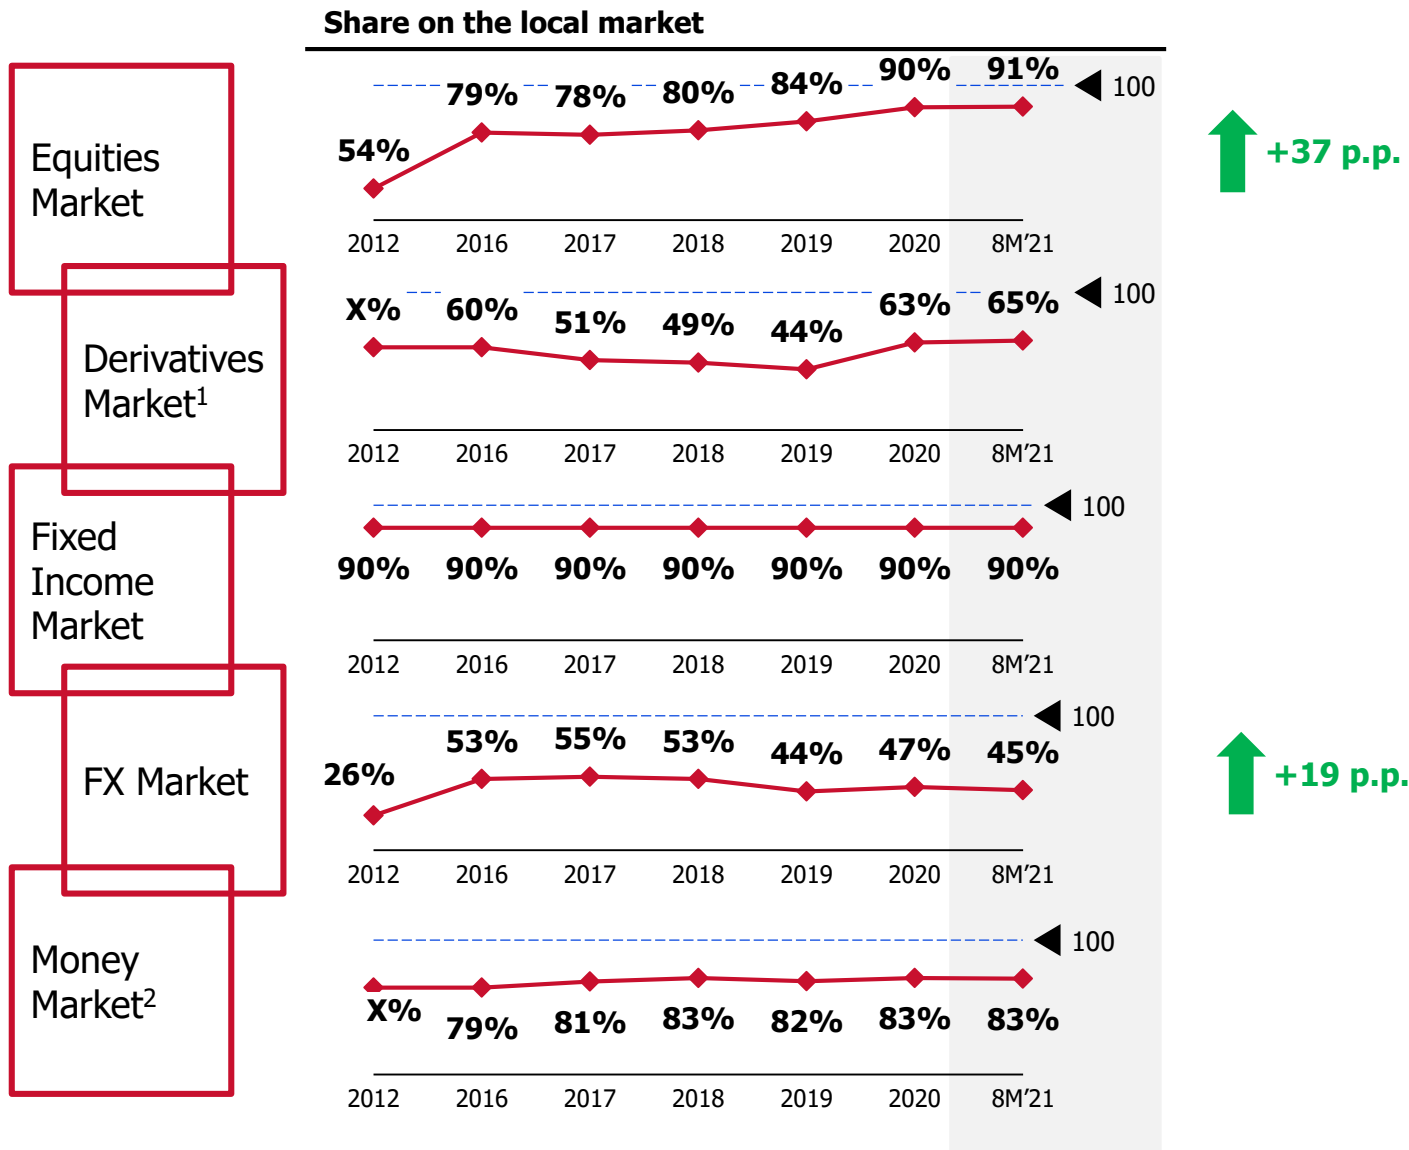 Share on the local market
Equities
Market
54% 79% 78% 80% 84% 90% 91% 100
2012 2016 2017 2018 2019 2020 8M'21
+37 p.p.
Derivatives
Market1
X% 60% 51% 49% 44% 63% 65% 100
2012 2016 2017 2018 2019 2020 8M'21
Fixed
Income
Market
100
90% 90% 90% 90% 90% 90% 90%
2012 2016 2017 2018 2019 2020 8M'21
FX Market
26% 53% 55% 53% 44% 47% 45% 100
2012 2016 2017 2018 2019 2020 8M'21
+19 p.p.
Money
Market2
100
X% 79% 81% 83% 82% 83% 83%
2012 2016 2017 2018 2019 2020 8M'21